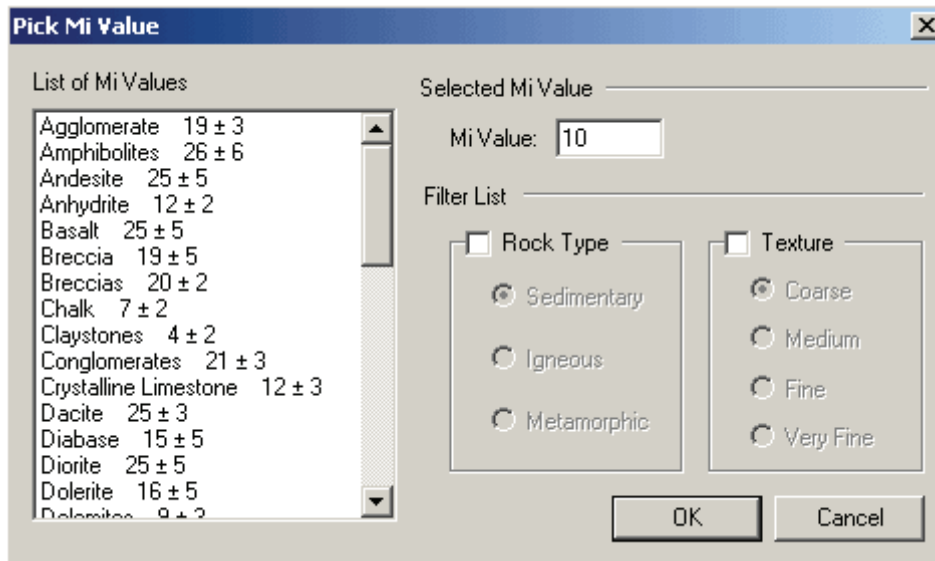 Pick Mi Value
List of Mi Values
Agglomerate 19 ± 3
Amphibolites 26 ± 6
Andesite 25 ± 5
Anhydrite 12 ± 2
Basalt 25 ± 5
Breccia 19 ± 5
Breccias 20 ± 2
Chalk 7 ± 2
Claystones 4 ± 2
Conglomerates 21 ± 3
Crystalline Limestone 12 ± 3
Dacite 25 ± 3
Diabase 15 ± 5
Diorite 25 ± 5
Dolerite 16 ± 5
Dolomites 9 ± 3
Selected Mi Value
Mi Value: 10
Filter List
Rock Type
Sedimentary
Igneous
Metamorphic
Texture
Coarse
Medium
Fine
Very Fine
OK Cancel